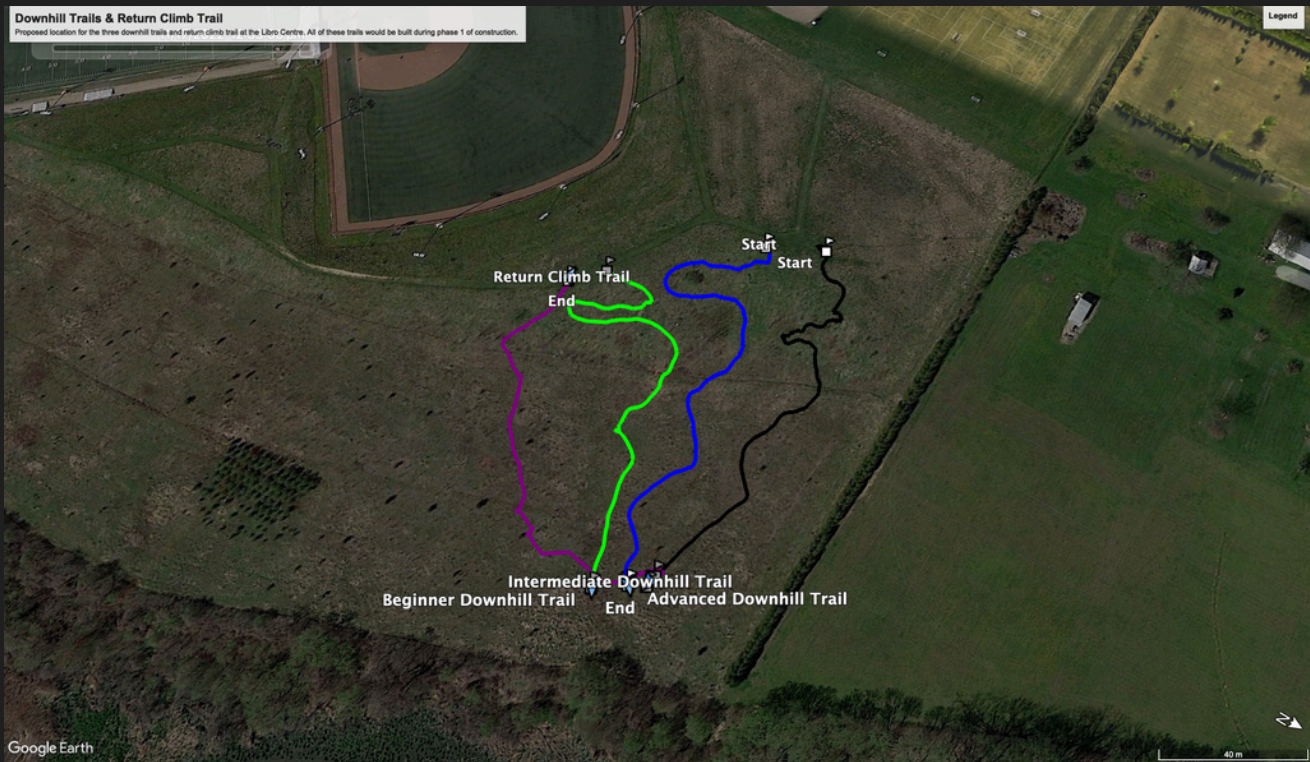 Downhill Trails & Return Climb Trail
Proposed location for the three downhill trails and return climb trail at the Libro Centre. All of these trails would be built during phase 1 of construction.
Legend
Start
Start
Return Climb Trail
End
Intermediate Downhill Trail
Beginner Downhill Trail
Advanced Downhill Trail
End
N
Google Earth
40 m